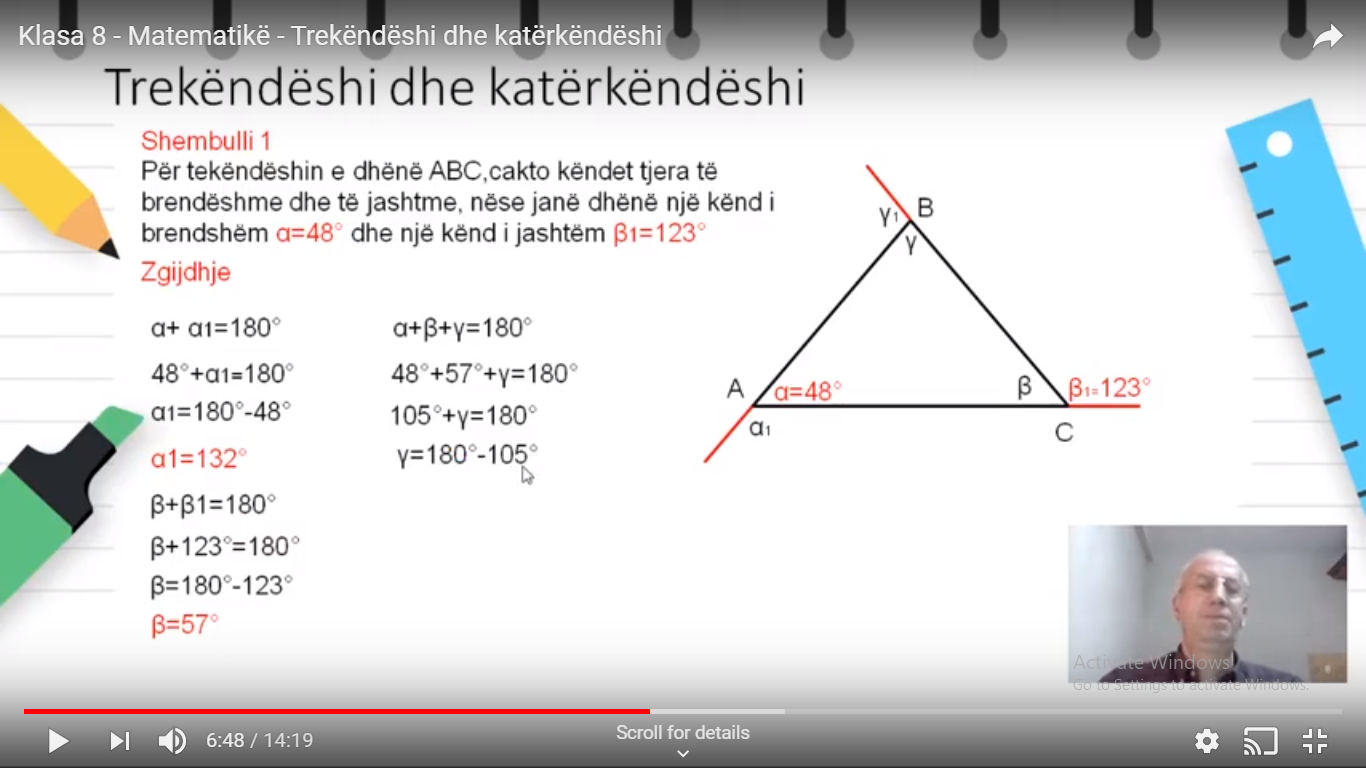 Klasa 8 - Matematikë - Trekëndëshi dhe katërkëndëshi
Trekëndëshi dhe katërkëndëshi
Shembulli 1
Për tekëndëshin e dhënë ABC,cakto këndet tjera të
brendëshme dhe të jashtme, nëse janë dhënë një kënd i
brendshëm α=48° dhe një kënd i jashtëm β1=123°
Zgijdhje
α+ α1=180°
48°+α1=180°
α1=180°-48°
α1=132°
β+β1=180°
β+123°=180°
β=180°-123°
β=57°
α+β+γ=180°
48°+57°+γ=180°
105°+γ=180°
γ=180°-105°
γ1
B
γ
A
α=48°
β
β1=123°
α1
C
Activate Windows
Go to Settings to activate Windows.
6:48 / 14:19
Scroll for details